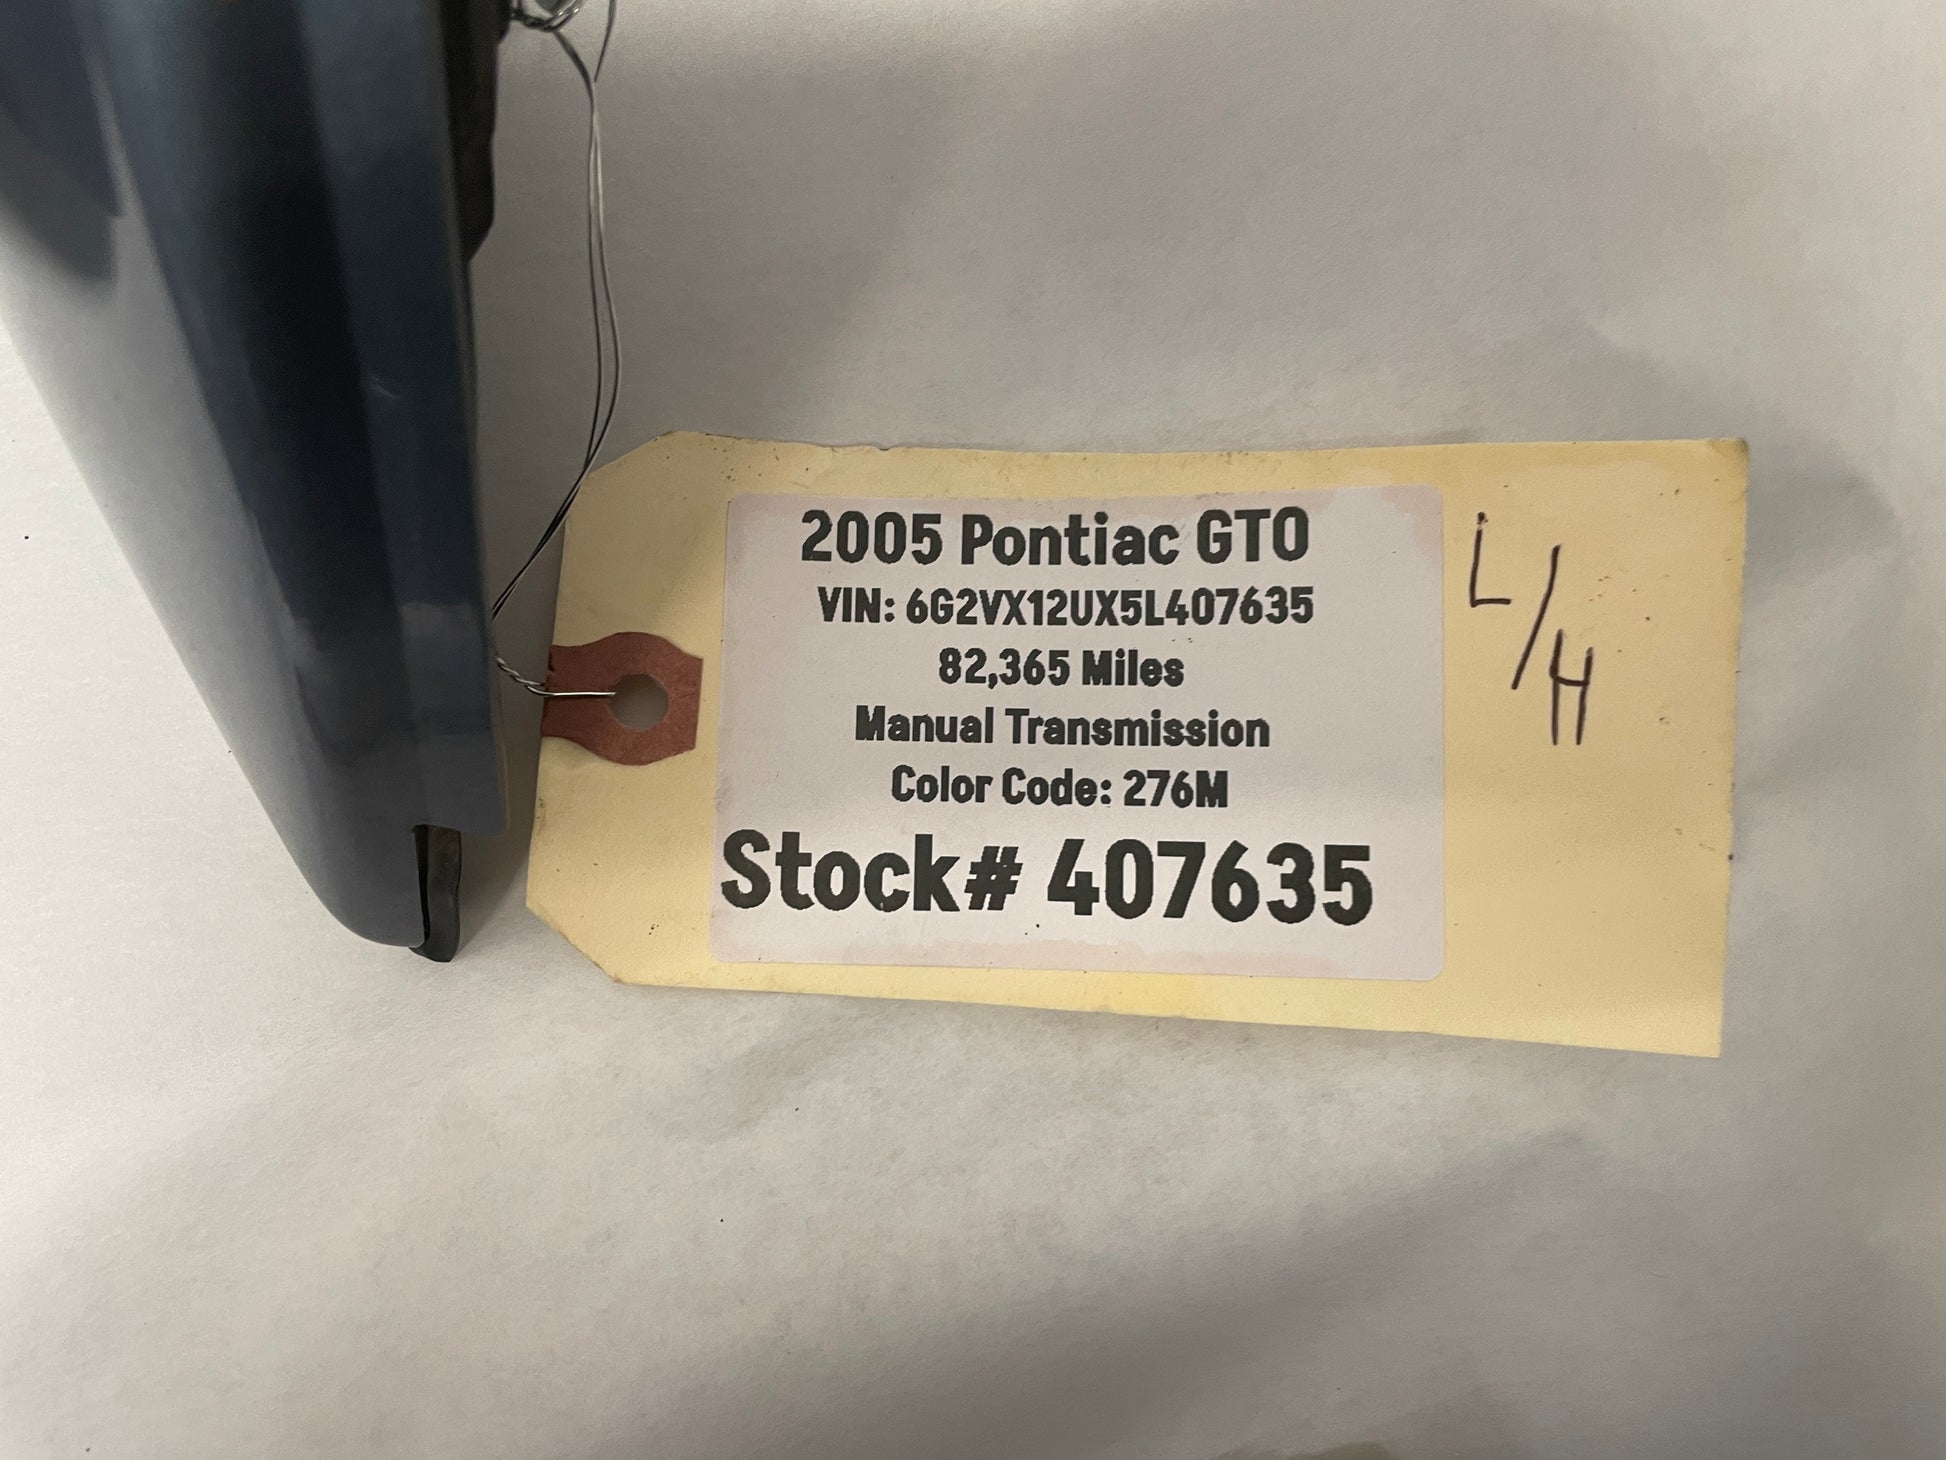 2005 Pontiac GTO
VIN: 6G2VX12UX5L407635
82,365 Miles
Manual Transmission
Color Code: 276M
Stock# 407635
L/H